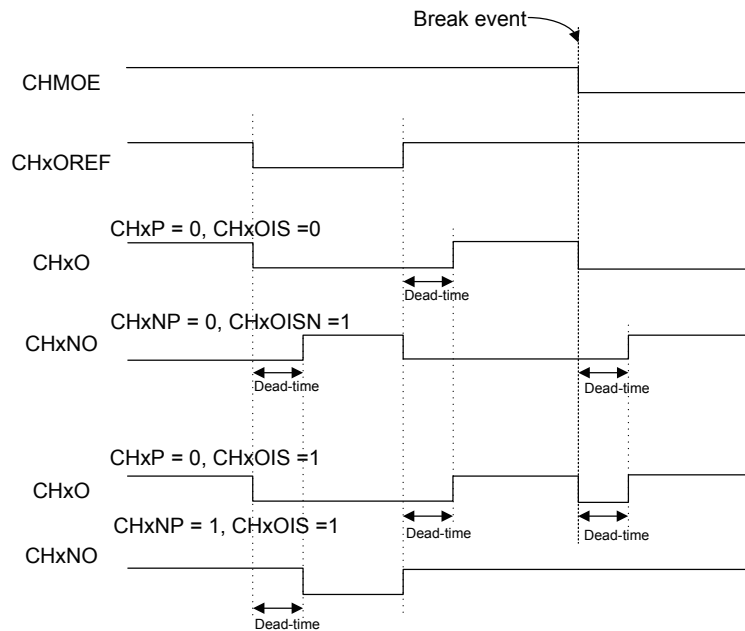 Break event
CHMOE
CHxOREF
CHxP = 0, CHxOIS =0
CHxO
Dead-time
CHxNP = 0, CHxOISN =1
CHxNO
Dead-time
Dead-time
CHxP = 0, CHxOIS =1
CHxO
CHxNP = 1, CHxOIS =1
Dead-time
Dead-time
CHxNO
Dead-time